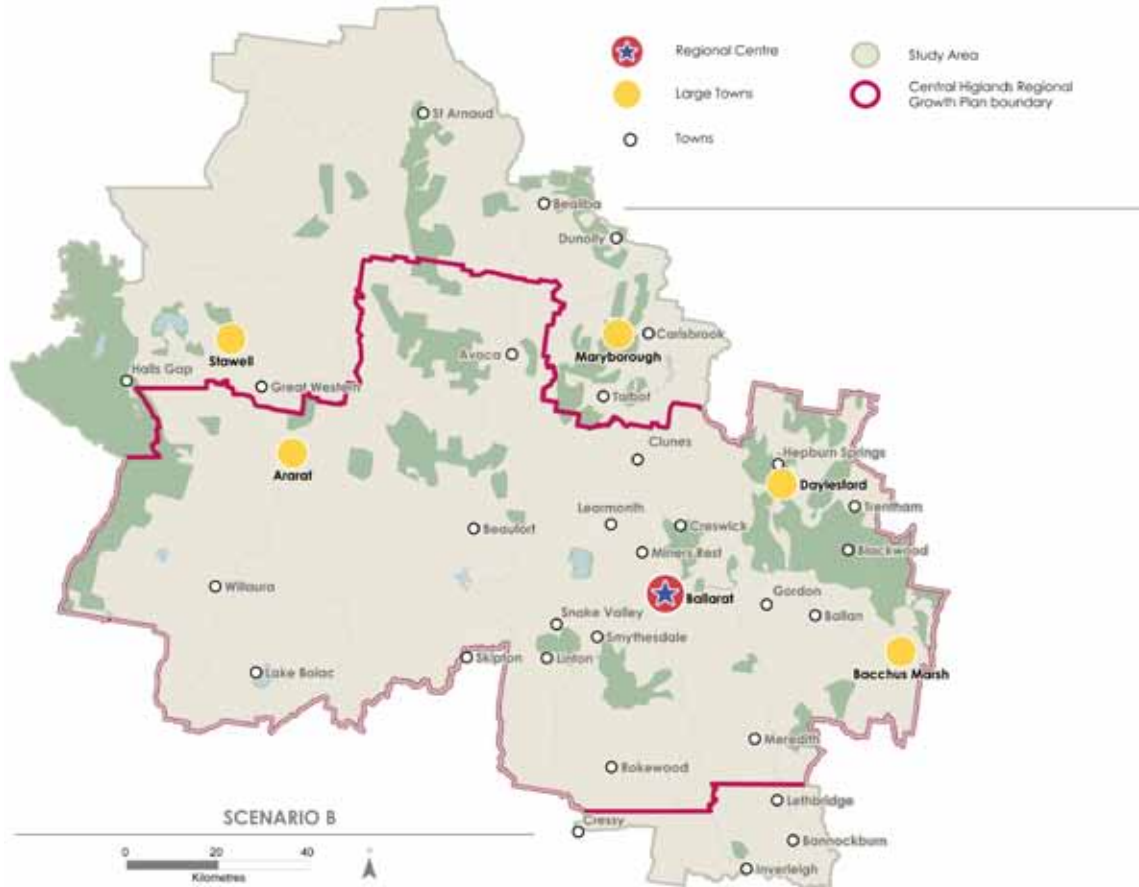 Regional Centre
Large Towns
Towns
Study Area
Central Higlands Regional
Growth Plan boundary
St Arnaud
Bealiba
Dunolly
Carisbrook
Maryborough
Stawell
Avoca
Halls Gap
Great Western
Talbot
Clunes
Ararat
Hepburn Springs
Daylesford
Trentham
Learmonth
Beaufort
Creswick
Miners Rest
Blackwood
Willaura
Ballarat
Gordon
Ballan
Snake Valley
Smythesdale
Skipton
Linton
Bacchus Marsh
Lake Bolac
Meredith
Rokewood
Lethbridge
SCENARIO B
Cressy
Bannockburn
Inverleigh
0 20 40
Kilometres